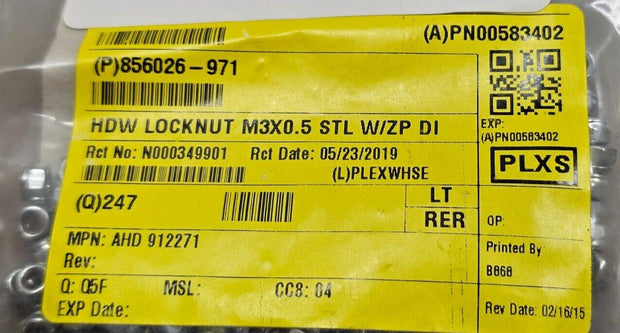 (A)PN00583402
(P)856026-971
EXP:
(A)PN00583402
HDW LOCKNUT M3X0.5 STL W/ZP DI
Rct No: N000349901 Rct Date: 05/23/2019
(L)PLEXWHSE
PLXS
(Q)247
LT
RER
OP:
MPN: AHD 912271
Rev:
Printed By
B868
Q: Q5F MSL: CC8: 04
EXP Date:
Rev Date: 02/16/15